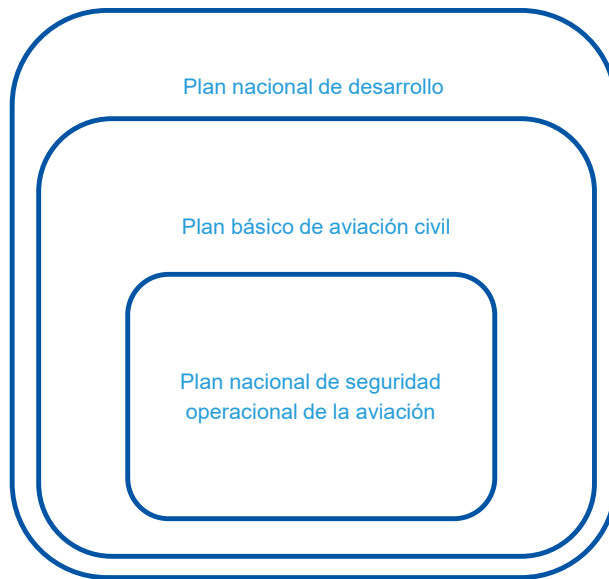 Plan nacional de desarrollo
Plan básico de aviación civil
Plan nacional de seguridad
operacional de la aviación